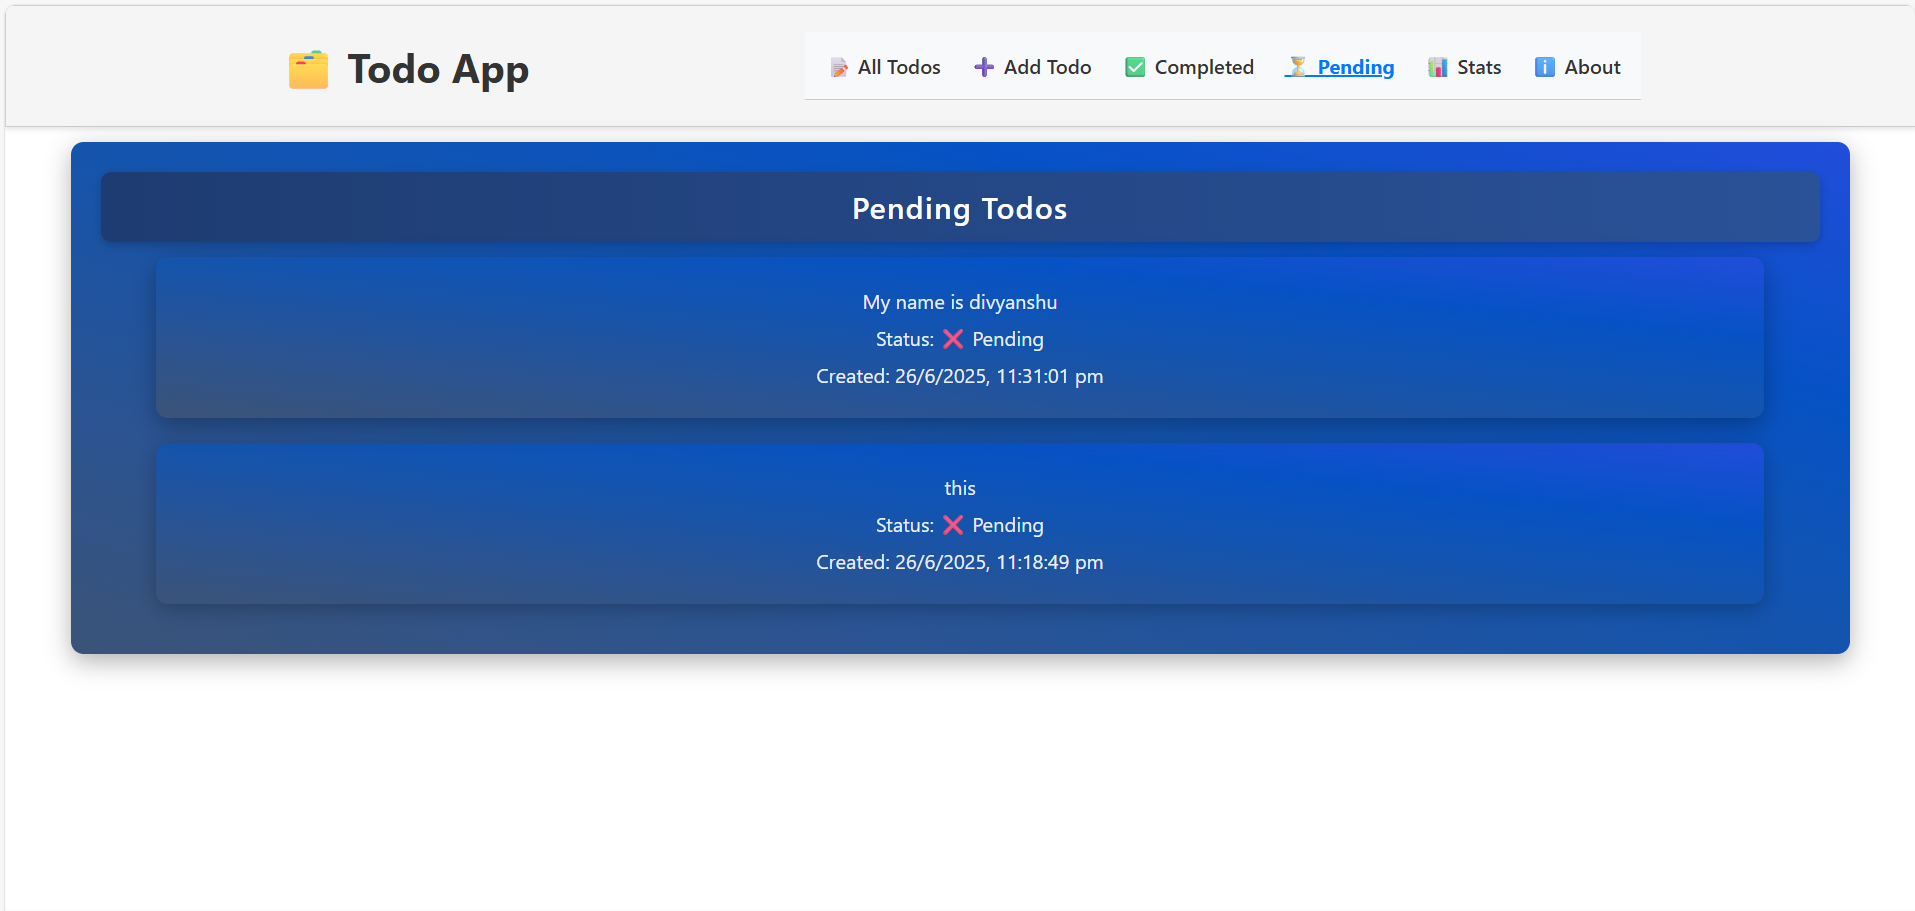 🗂️ Todo App
📝 All Todos ➕ Add Todo ✅ Completed ⏳ Pending 📊 Stats ℹ️ About
Pending Todos
My name is divyanshu
Status: ❌ Pending
Created: 26/6/2025, 11:31:01 pm
this
Status: ❌ Pending
Created: 26/6/2025, 11:18:49 pm